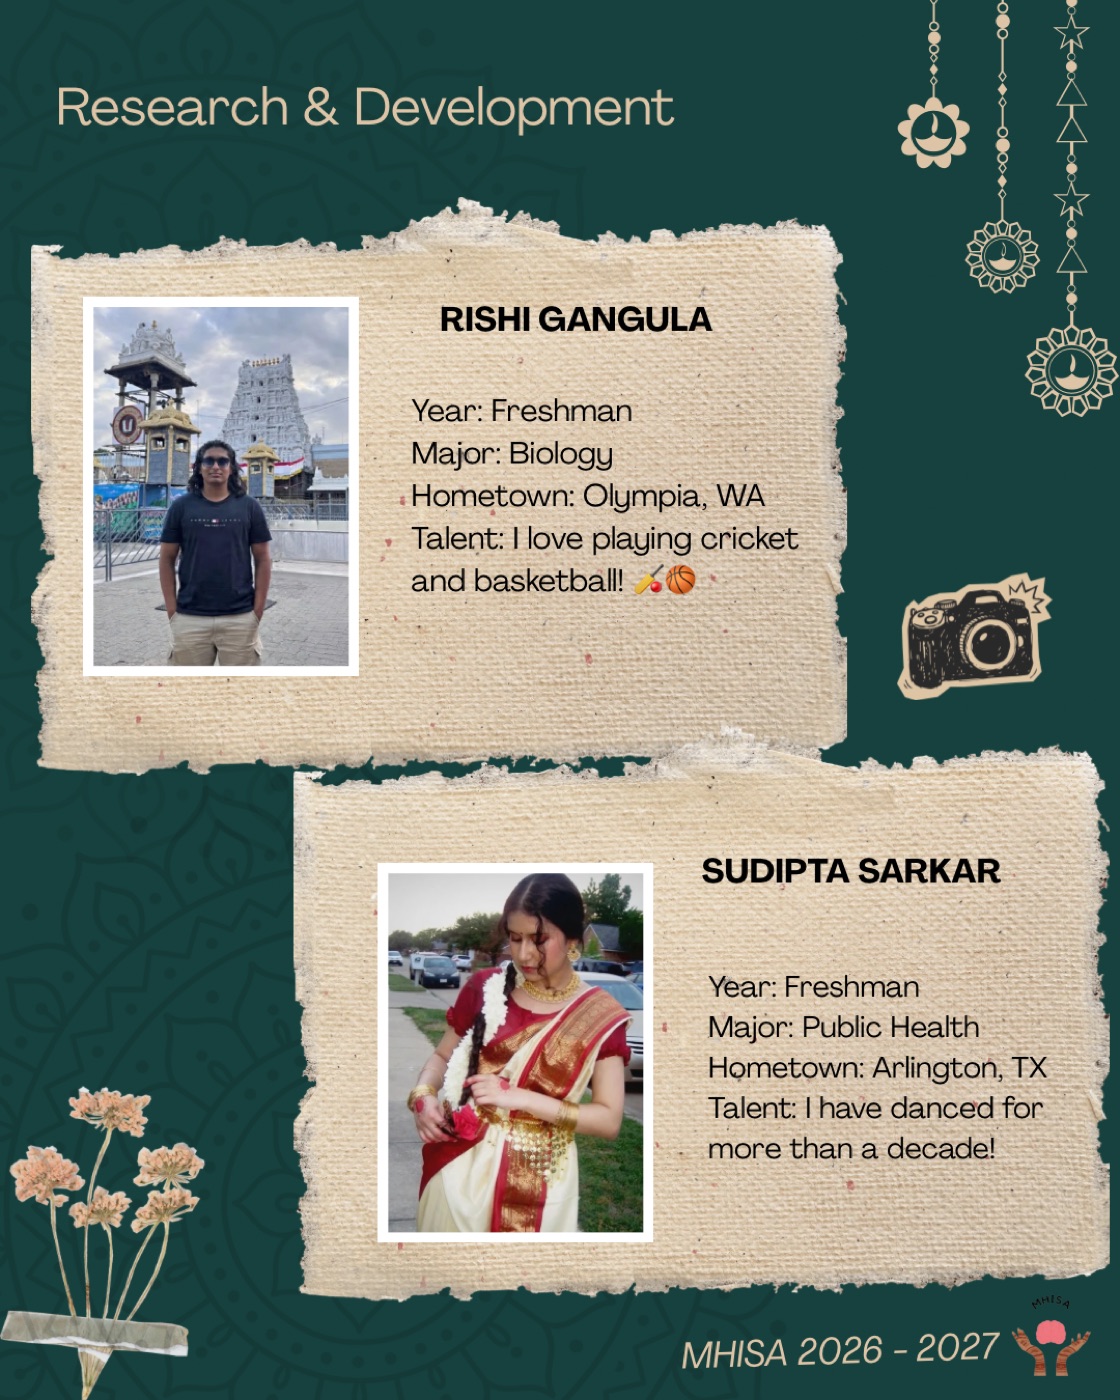 Research & Development
RISHI GANGULA
Year: Freshman
Major: Biology
Hometown: Olympia, WA
Talent: I love playing cricket
and basketball! 🏏🏀
U
SUDIPTA SARKAR
Year: Freshman
Major: Public Health
Hometown: Arlington, TX
Talent: I have danced for
more than a decade!
MHISA
MHISA 2026 - 2027